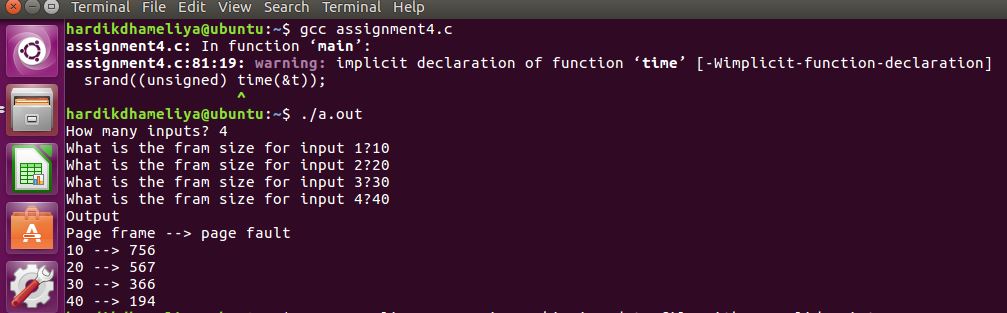 Terminal File Edit View Search Terminal Help
hardikdhameliya@ubuntu:~$ gcc assignment4.c
assignment4.c: In function ‘main’:
assignment4.c:81:19: warning: implicit declaration of function ‘time’ [-Wimplicit-function-declaration]
srand((unsigned) time(&t));
^
hardikdhameliya@ubuntu:~$ ./a.out
How many inputs? 4
What is the fram size for input 1?10
What is the fram size for input 2?20
What is the fram size for input 3?30
What is the fram size for input 4?40
Output
Page frame --> page fault
10 --> 756
20 --> 567
30 --> 366
40 --> 194